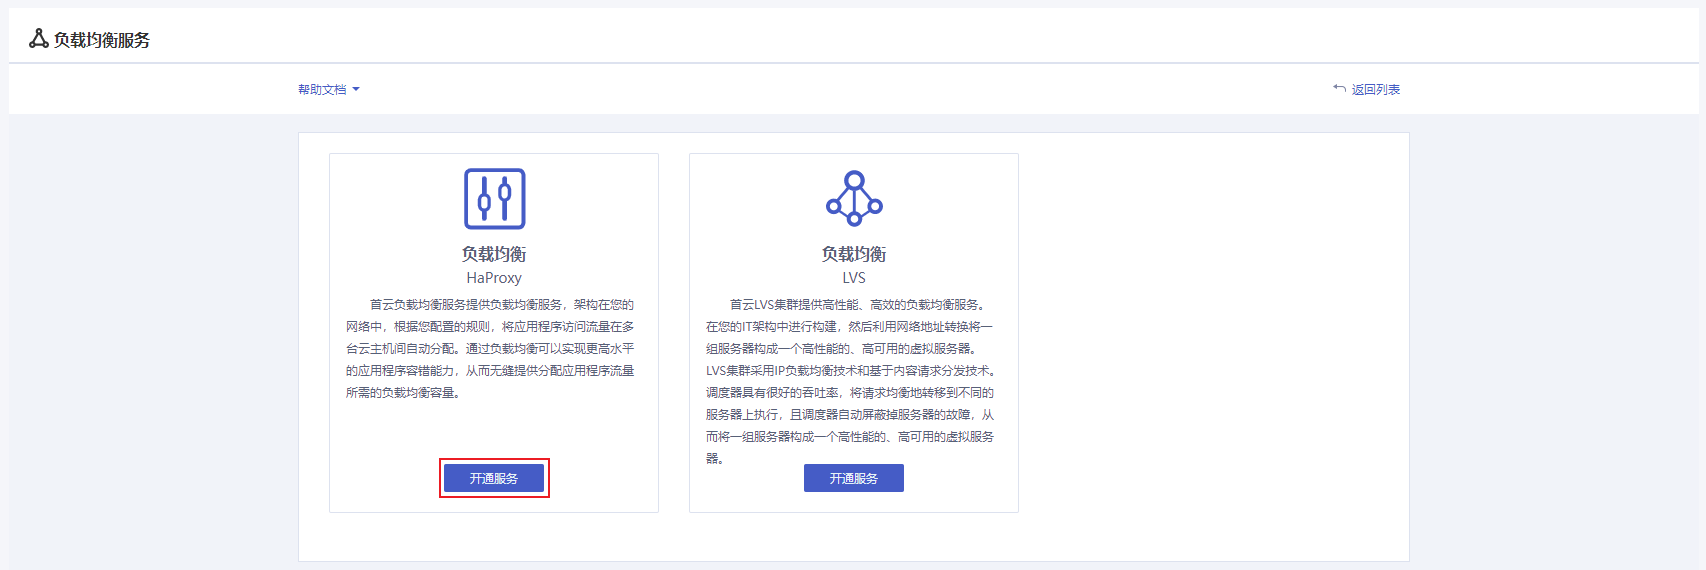 负载均衡服务
帮助文档
返回列表
负载均衡
HaProxy
首云负载均衡服务提供负载均衡服务，架构在您的
网络中，根据您配置的规则，将应用程序访问流量在多
台云主机间自动分配。通过负载均衡可以实现更高水平
的应用程序容错能力，从而无缝提供分配应用程序流量
所需的负载均衡容量。
开通服务
负载均衡
LVS
首云LVS集群提供高性能、高效的负载均衡服务。
在您的IT架构中进行构建，然后利用网络地址转换将一
组服务器构成一个高性能的、高可用的虚拟服务器。
LVS集群采用IP负载均衡技术和基于内容请求分发技术。
调度器具有很好的吞吐率，将请求均衡地转移到不同的
服务器上执行，且调度器自动屏蔽掉服务器的故障，从
而将一组服务器构成一个高性能的、高可用的虚拟服务
器。
开通服务